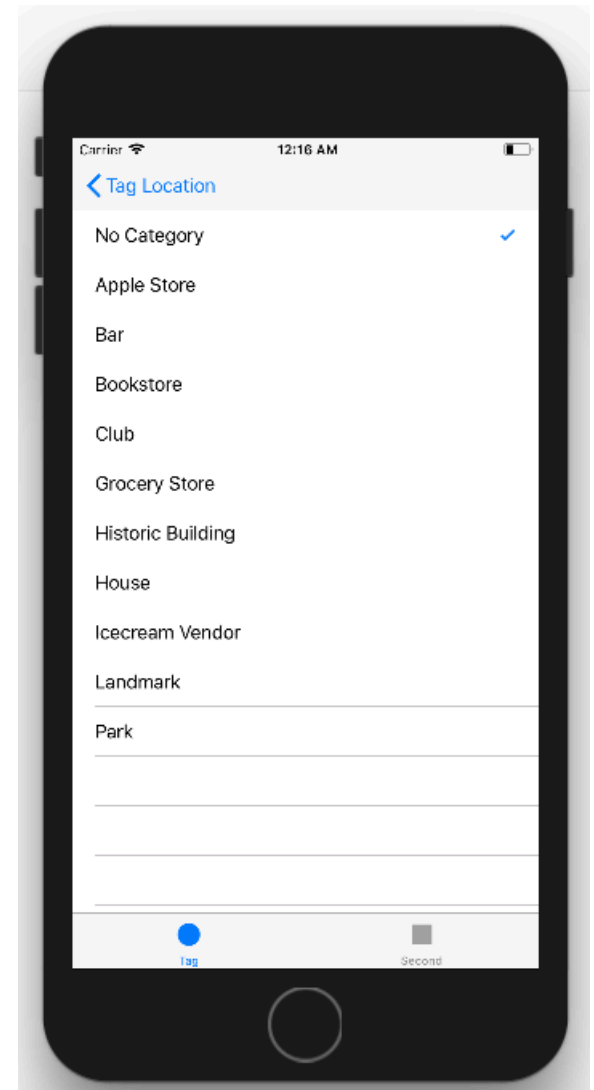 Carrier 12:16 AM
Tag Location
No Category
Apple Store
Bar
Bookstore
Club
Grocery Store
Historic Building
House
Icecream Vendor
Landmark
Park
Tag Second